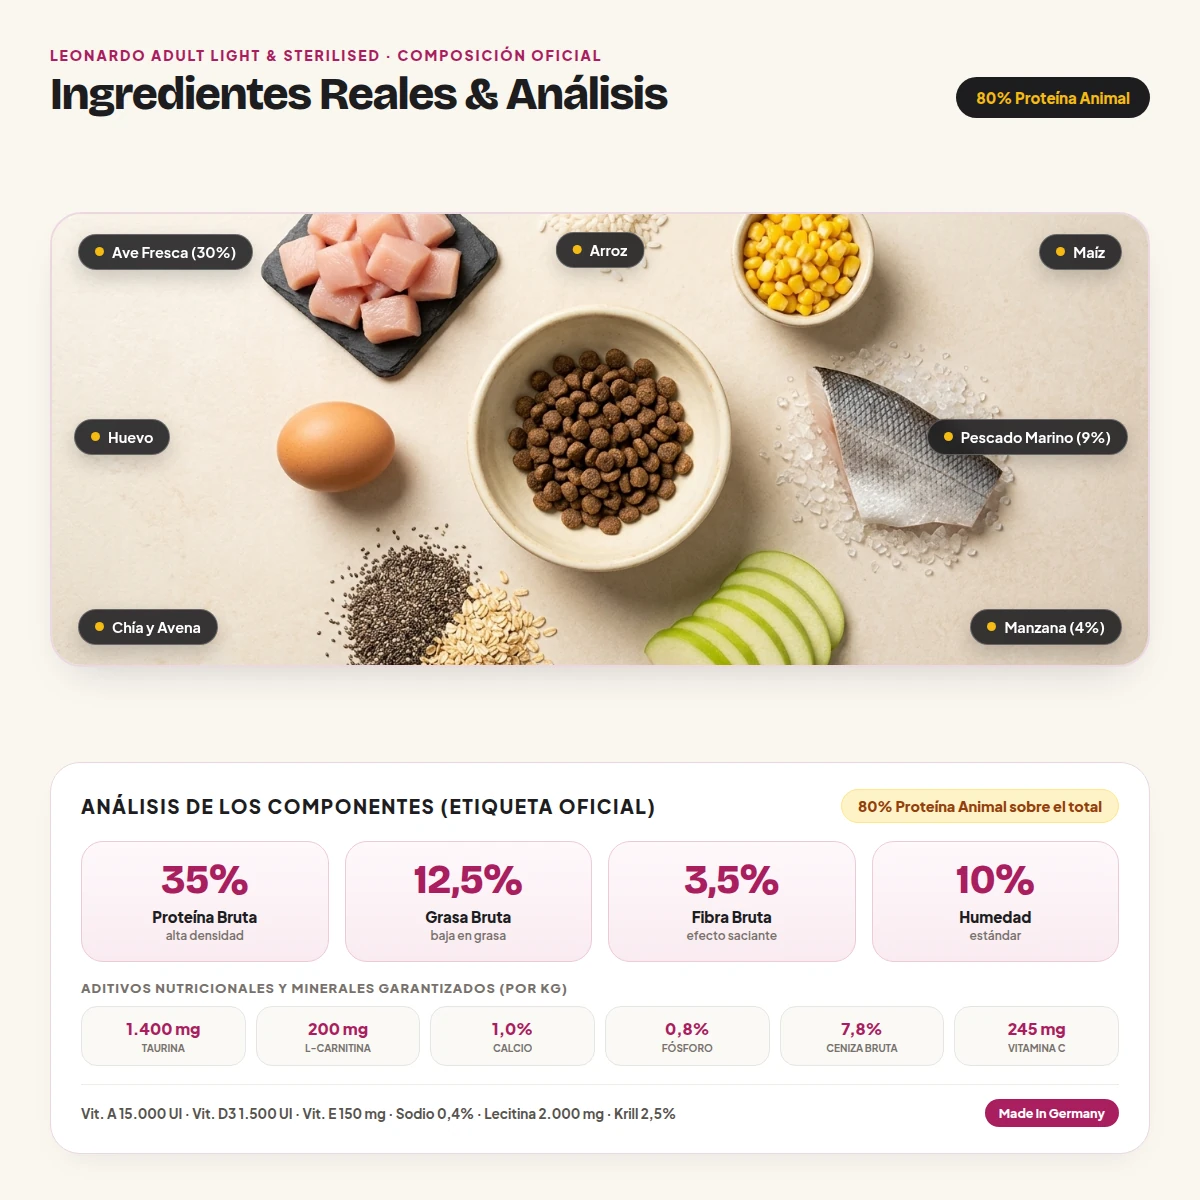 LEONARDO ADULT LIGHT & STERILISED · COMPOSICIÓN OFICIAL
Ingredientes Reales & Análisis
80% Proteína Animal
Ave Fresca (30%)
Arroz
Maíz
Huevo
Pescado Marino (9%)
Chía y Avena
Manzana (4%)
ANÁLISIS DE LOS COMPONENTES (ETIQUETA OFICIAL)
80% Proteína Animal sobre el total
35%
Proteína Bruta
alta densidad
12,5%
Grasa Bruta
baja en grasa
3,5%
Fibra Bruta
efecto saciante
10%
Humedad
estándar
ADITIVOS NUTRICIONALES Y MINERALES GARANTIZADOS (POR KG)
1.400 mg
TAURINA
200 mg
L-CARNITINA
1,0%
CALCIO
0,8%
FÓSFORO
7,8%
CENIZA BRUTA
245 mg
VITAMINA C
Vit. A 15.000 UI · Vit. D3 1.500 UI · Vit. E 150 mg · Sodio 0,4% · Lecitina 2.000 mg · Krill 2,5%
Made In Germany